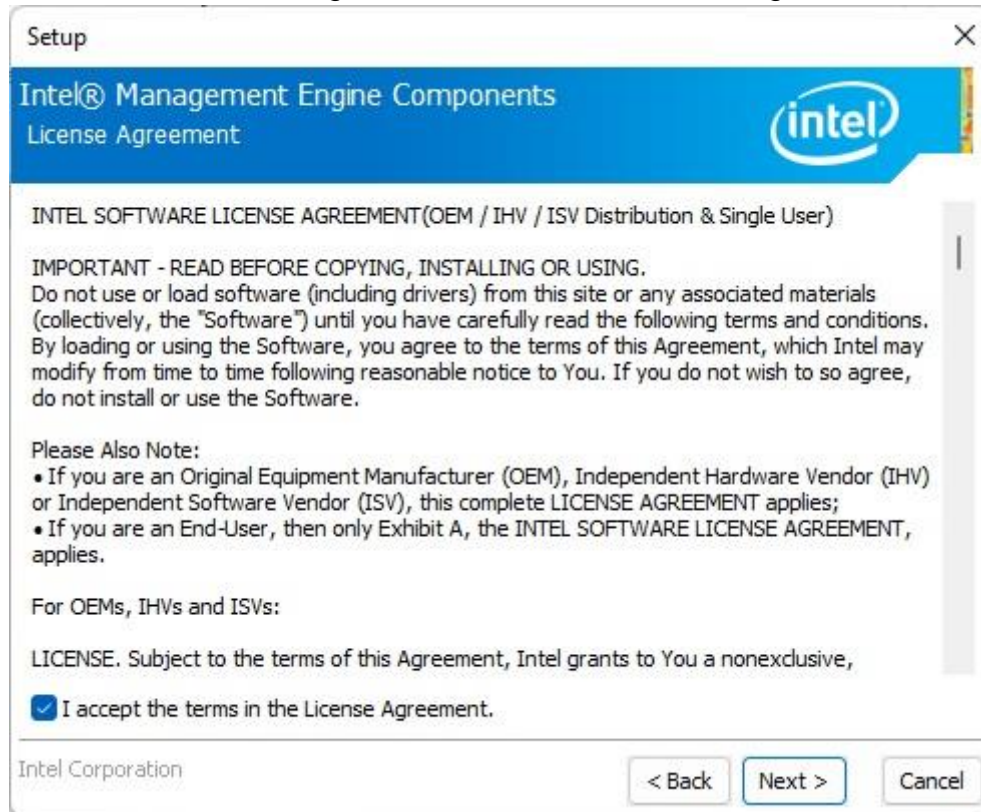 Setup
Intel® Management Engine Components
License Agreement
intel
INTEL SOFTWARE LICENSE AGREEMENT(OEM / IHV / ISV Distribution & Single User)
IMPORTANT - READ BEFORE COPYING, INSTALLING OR USING.
Do not use or load software (including drivers) from this site or any associated materials
(collectively, the "Software") until you have carefully read the following terms and conditions.
By loading or using the Software, you agree to the terms of this Agreement, which Intel may
modify from time to time following reasonable notice to You. If you do not wish to so agree,
do not install or use the Software.
Please Also Note:
• If you are an Original Equipment Manufacturer (OEM), Independent Hardware Vendor (IHV)
or Independent Software Vendor (ISV), this complete LICENSE AGREEMENT applies;
• If you are an End-User, then only Exhibit A, the INTEL SOFTWARE LICENSE AGREEMENT,
applies.
For OEMs, IHVs and ISVs:
LICENSE. Subject to the terms of this Agreement, Intel grants to You a nonexclusive,
I accept the terms in the License Agreement.
Intel Corporation
< Back Next > Cancel